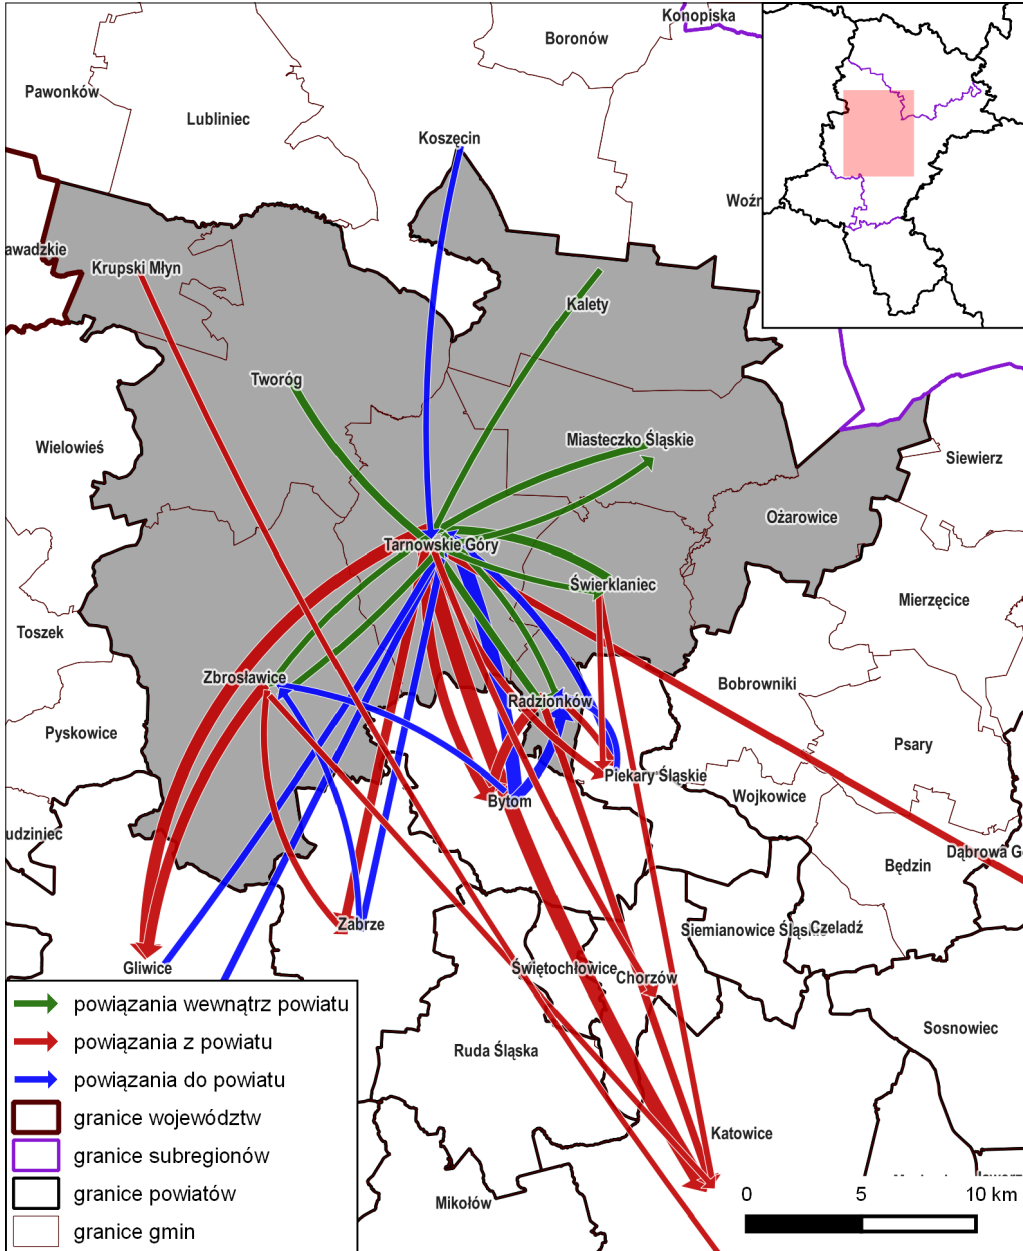 Konopiska
Boronów
Pawonków
Lubliniec
Koszęcin
Woźn
awadzkie
Krupski Młyn
Kalety
Tworóg
Wielowieś
Miasteczko Śląskie
Siewierz
Ożarowice
Tarnowskie Góry
Świerklaniec
Mierzęcice
Toszek
Zbrosławice
Bobrowniki
Radzionków
Pyskowice
Psary
Piekary Śląskie
Wojkowice
Bytom
udziniec
Dąbrowa G
Będzin
Zabrze
Siemianowice Śląs
Czeladź
Gliwice
Świętochłowice
Chorzów
Ruda Śląska
Sosnowiec
Katowice
Mikołów
powiązania wewnątrz powiatu
powiązania z powiatu
powiązania do powiatu
granice województw
granice subregionów
granice powiatów
granice gmin
0 5 10 km